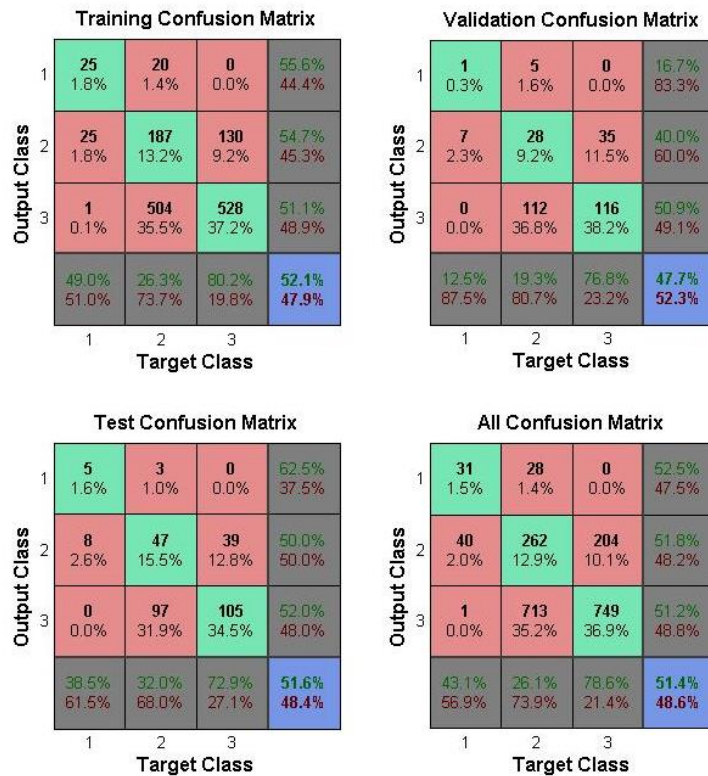 Training Confusion Matrix
25 20 0 55.6%
1
1.8% 1.4% 0.0% 44.4%
25 187 130 54.7%
2
1.8% 13.2% 9.2% 45.3%
1 504 528 51.1%
3
0.1% 35.5% 37.2% 48.9%
49.0% 26.3% 80.2% 52.1%
51.0% 73.7% 19.8% 47.9%
1 2 3
Output Class
Target Class
Validation Confusion Matrix
1 5 0 16.7%
1
0.3% 1.6% 0.0% 83.3%
7 28 35 40.0%
2
2.3% 9.2% 11.5% 60.0%
0 112 116 50.9%
3
0.0% 36.8% 38.2% 49.1%
12.5% 19.3% 76.8% 47.7%
87.5% 80.7% 23.2% 52.3%
1 2 3
Output Class
Target Class
Test Confusion Matrix
5 3 0 62.5%
1
1.6% 1.0% 0.0% 37.5%
8 47 39 50.0%
2
2.6% 15.5% 12.8% 50.0%
0 97 105 52.0%
3
0.0% 31.9% 34.5% 48.0%
38.5% 32.0% 72.9% 51.6%
61.5% 68.0% 27.1% 48.4%
1 2 3
Output Class
Target Class
All Confusion Matrix
31 28 0 52.5%
1
1.5% 1.4% 0.0% 47.5%
40 262 204 51.8%
2
2.0% 12.9% 10.1% 48.2%
1 713 749 51.2%
3
0.0% 35.2% 36.9% 48.8%
43.1% 26.1% 78.6% 51.4%
56.9% 73.9% 21.4% 48.6%
1 2 3
Output Class
Target Class